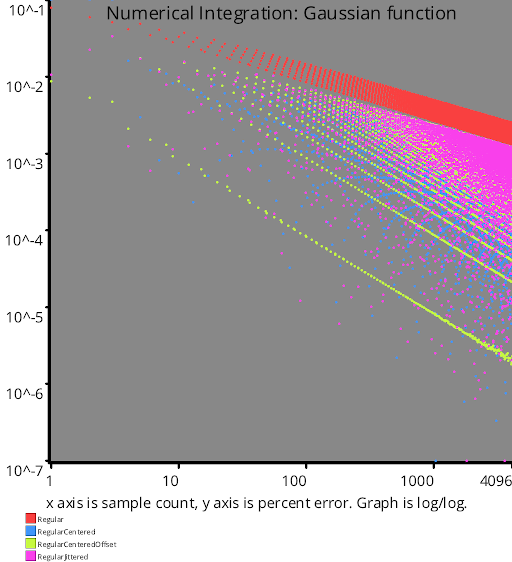 Numerical Integration: Gaussian function
10^-1
10^-2
10^-3
10^-4
10^-5
10^-6
10^-7
1 10 100 1000 4096
x axis is sample count, y axis is percent error. Graph is log/log.
Regular
RegularCentered
RegularCenteredOffset
RegularJittered